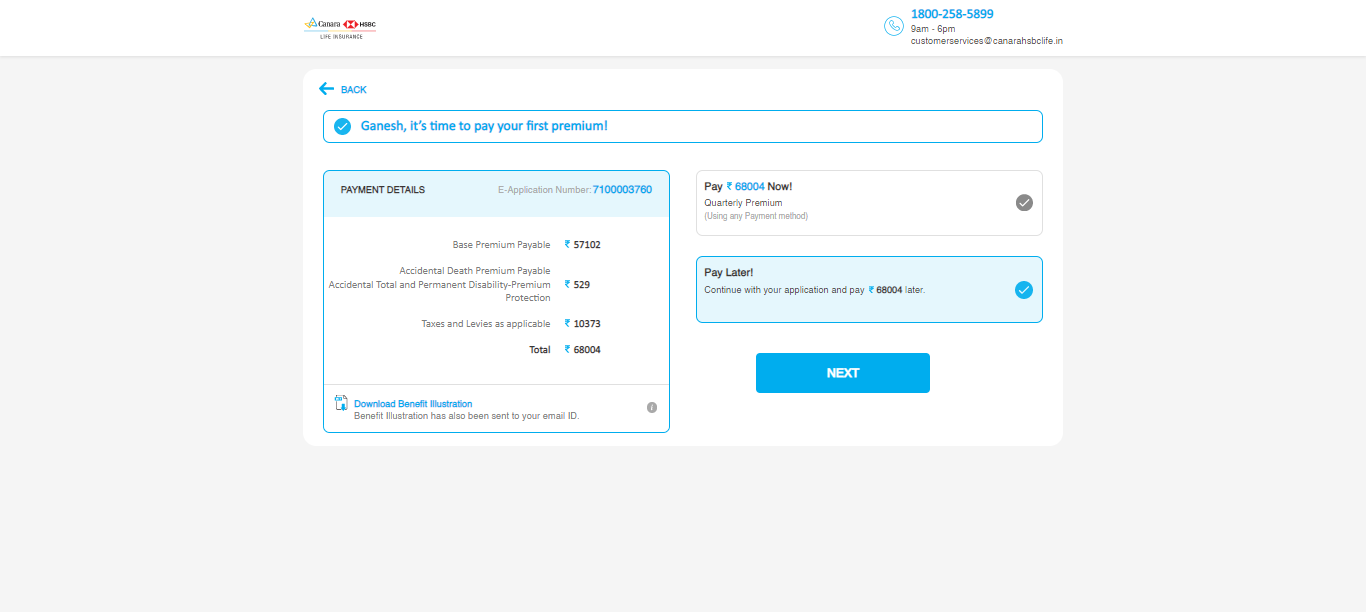 Canara HSBC
LIFE INSURANCE
1800-258-5899
9am - 6pm
customerservices@canarahsbclife.in
BACK
Ganesh, it's time to pay your first premium!
PAYMENT DETAILS
E-Application Number: 7100003760
Base Premium Payable ₹ 57102
Accidental Death Premium Payable
Accidental Total and Permanent Disability-Premium ₹ 529
Protection
Taxes and Levies as applicable ₹ 10373
Total ₹ 68004
Download Benefit Illustration
Benefit Illustration has also been sent to your email ID.
i
Pay ₹ 68004 Now!
Quarterly Premium
(Using any Payment method)
Pay Later!
Continue with your application and pay ₹ 68004 later.
NEXT